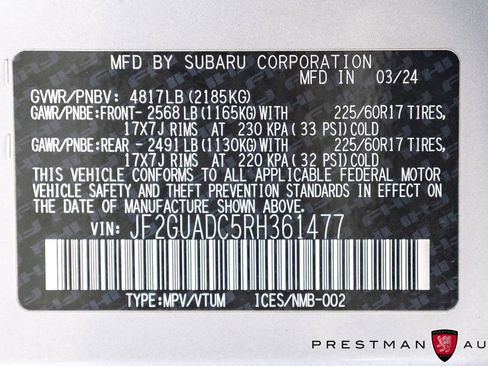 MFD BY SUBARU CORPORATION
MFD IN 03/24
GVWR/PNBV: 4817LB(2185KG)
GAWR/PNBE:FRONT-2568LB(1165KG)WITH 225/60R17 TIRES,
17X7J RIMS AT 230 KPA(33 PSI)COLD
GAWR/PNBE:REAR -2491LB(1130KG)WITH 225/60R17 TIRES,
17X7J RIMS AT 220 KPA(32 PSI)COLD
THIS VEHICLE CONFORMS TO ALL APPLICABLE FEDERAL MOTOR
VEHICLE SAFETY AND THEFT PREVENTION STANDARDS IN EFFECT ON
THE DATE OF MANUFACTURE SHOWN ABOVE.
VIN: JF2GUADC5RH361477
TYPE:MPV/VTUM ICES/NMB-002
PRESTMAN AU